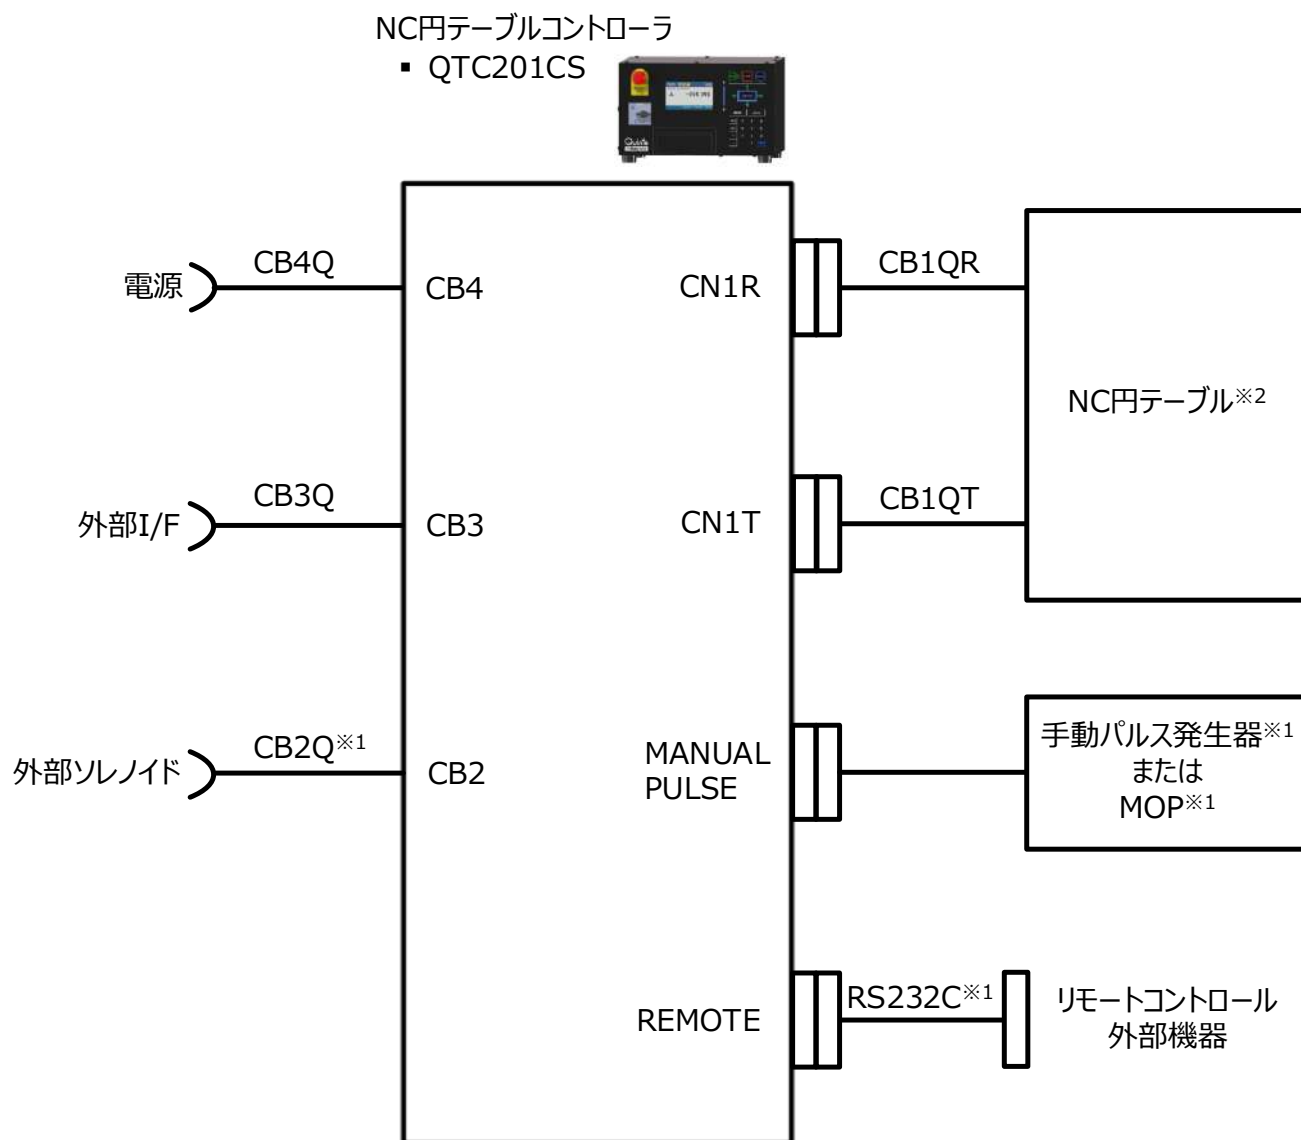 NC円テーブルコントローラ
▪ QTC201CS
電源
CB4Q
CB4
CN1R
CB1QR
NC円テーブル※2
外部I/F
CB3Q
CB3
CN1T
CB1QT
外部ソレノイド
CB2Q※1
CB2
MANUAL
PULSE
手動パルス発生器※1
または
MOP※1
REMOTE
RS232C※1
リモートコントロール
外部機器